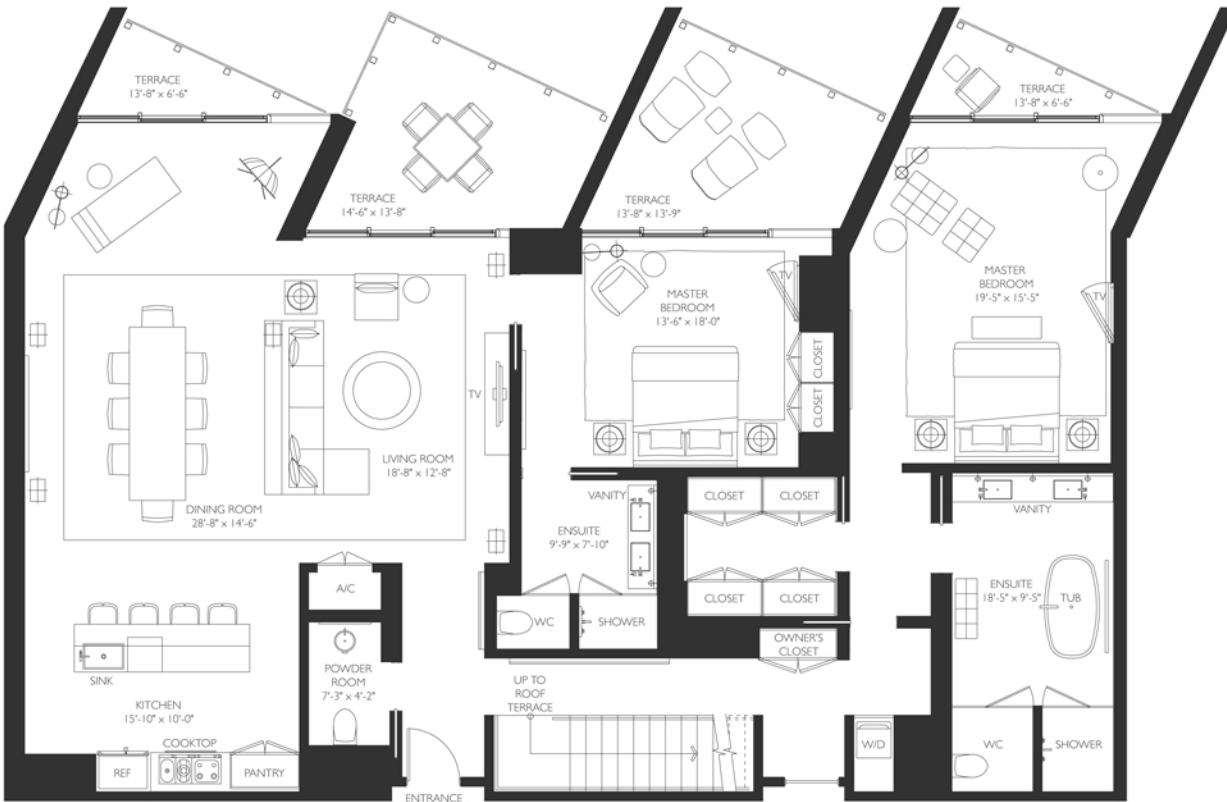 TERRACE
13'-8" x 6'-6"
TERRACE
14'-6" x 13'-8"
TERRACE
13'-8" x 13'-9"
TERRACE
13'-8" x 6'-6"
MASTER
BEDROOM
13'-6" x 18'-0"
TV
CLOSET
CLOSET
MASTER
BEDROOM
19'-5" x 15'-5"
TV
TV
LIVING ROOM
18'-8" x 12'-8"
DINING ROOM
28'-8" x 14'-6"
VANITY
ENSUITE
9'-9" x 7'-10"
WC
SHOWER
CLOSET
CLOSET
CLOSET
CLOSET
OWNER'S
CLOSET
VANITY
ENSUITE
18'-5" x 9'-5"
TUB
WC
SHOWER
A/C
POWDER
ROOM
7'-3" x 4'-2"
SINK
KITCHEN
15'-10" x 10'-0"
COOKTOP
REF
PANTRY
UP TO
ROOF
TERRACE
W/D
ENTRANCE